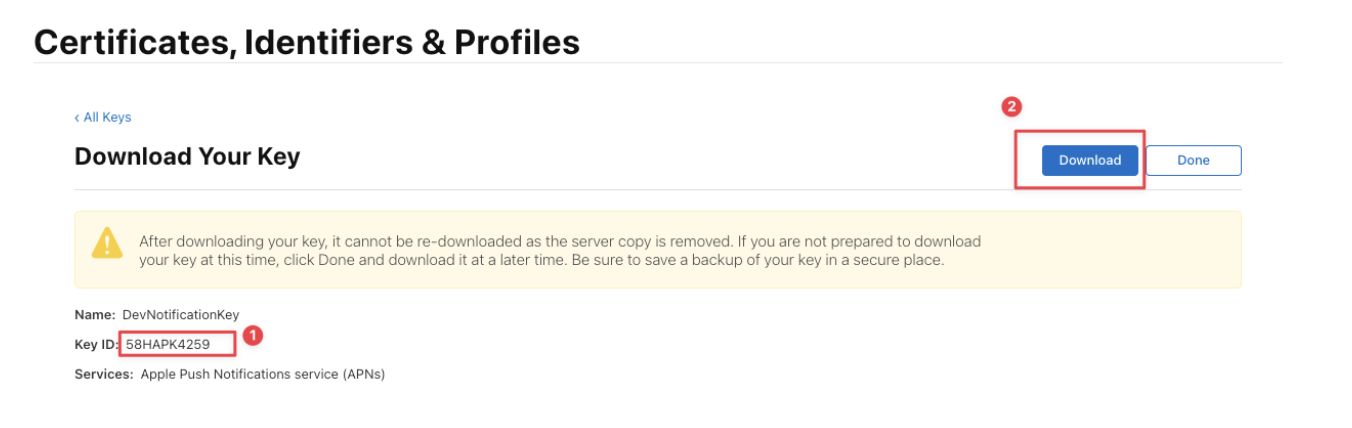 Certificates, Identifiers & Profiles
‹ All Keys
2
Download Your Key
Download
Done
After downloading your key, it cannot be re-downloaded as the server copy is removed. If you are not prepared to download
your key at this time, click Done and download it at a later time. Be sure to save a backup of your key in a secure place.
Name: DevNotificationKey
Key ID: 58HAPK4259
1
Services: Apple Push Notifications service (APNs)